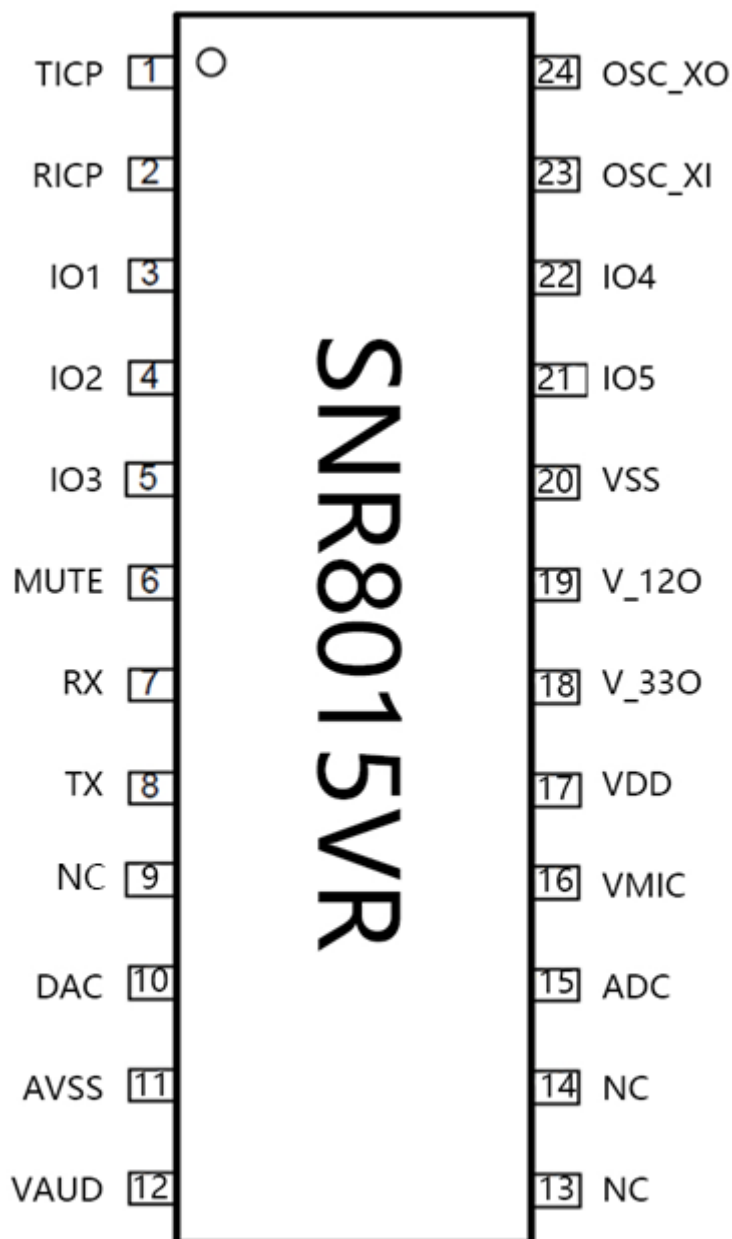 TICP 1 24 OSC_XO
RICP 2 23 OSC_XI
IO1 3 22 IO4
IO2 4 21 IO5
IO3 5 20 VSS
MUTE 6 19 V_12O
RX 7 18 V_33O
TX 8 17 VDD
NC 9 16 VMIC
DAC 10 15 ADC
AVSS 11 14 NC
VAUD 12 13 NC
SNR8015VR